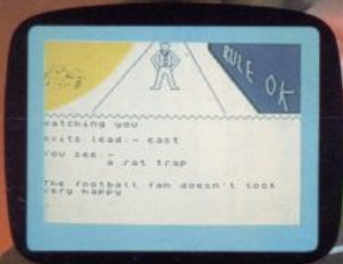 RULE OK
watching you
exits lead:- east
You see:-
a rat trap
The football fan doesn't look
very happy